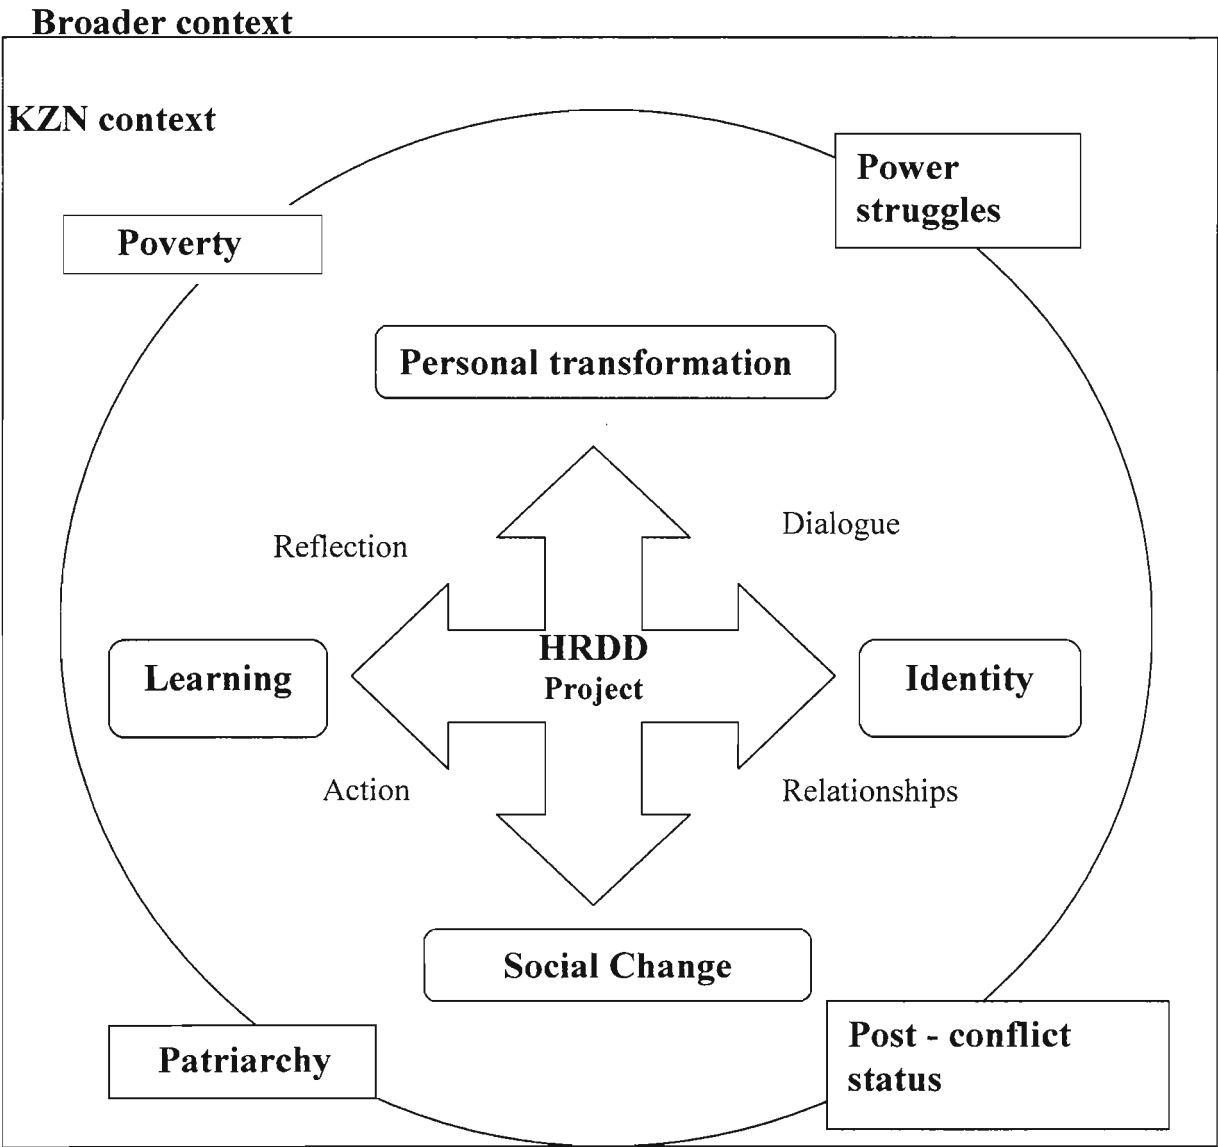 Broader context
KZN context
Power
struggles
Poverty
Personal transformation
Dialogue
Reflection
HRDD
Project
Learning
Identity
Action
Relationships
Social Change
Post - conflict
status
Patriarchy